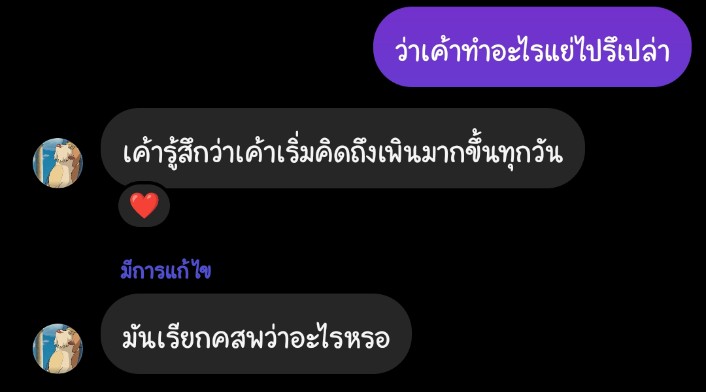 ว่าเค้าทำอะไรแย่ไปรึเปล่า
เค้ารู้สึกว่าเค้าเริ่มคิดถึงเพินมากขึ้นทุกวัน
มีการแก้ไข
มันเรียกคสพว่าอะไรหรอ